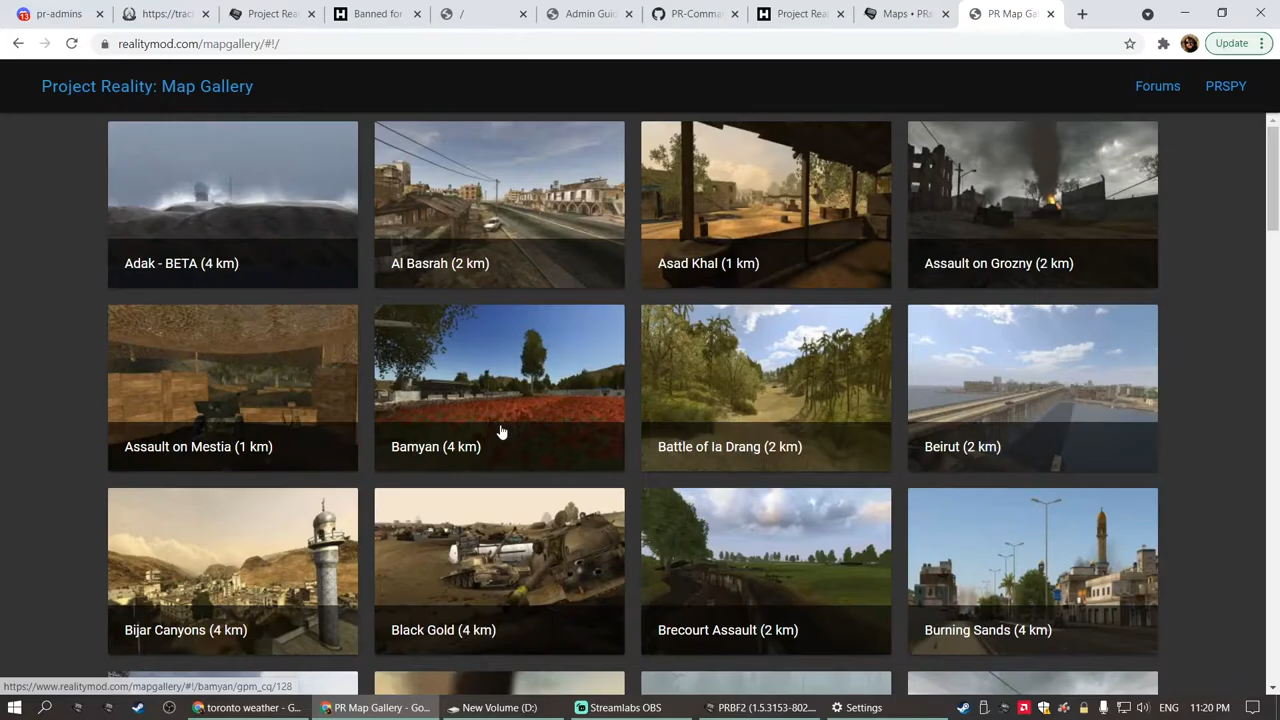 13 pr-admins
https://tracl
Project Rea
Banned for
/
Admin Guid
PR-Comma
Project Rea
Maps • PRs
PR Map Ga
realitymod.com/mapgallery/#!/
Update
Project Reality: Map Gallery
Forums
PRSPY
Adak - BETA (4 km)
Al Basrah (2 km)
Asad Khal (1 km)
Assault on Grozny (2 km)
Assault on Mestia (1 km)
Bamyan (4 km)
Battle of Ia Drang (2 km)
Beirut (2 km)
Bijar Canyons (4 km)
Black Gold (4 km)
Brecourt Assault (2 km)
Burning Sands (4 km)
https://www.realitymod.com/mapgallery/#!/bamyan/gpm_cq/128
toronto weather - G...
PR Map Gallery - Go...
New Volume (D:)
Streamlabs OBS
PRBF2 (1.5.3153-802...
Settings
ENG
11:20 PM